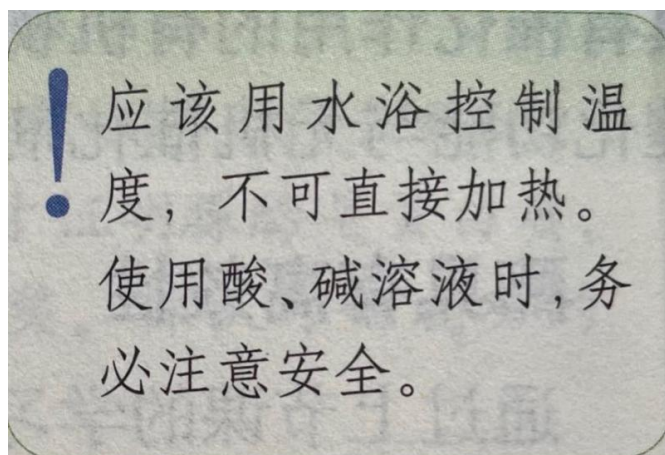 应该用水浴控制温
度，不可直接加热。
使用酸、碱溶液时，务
必注意安全。